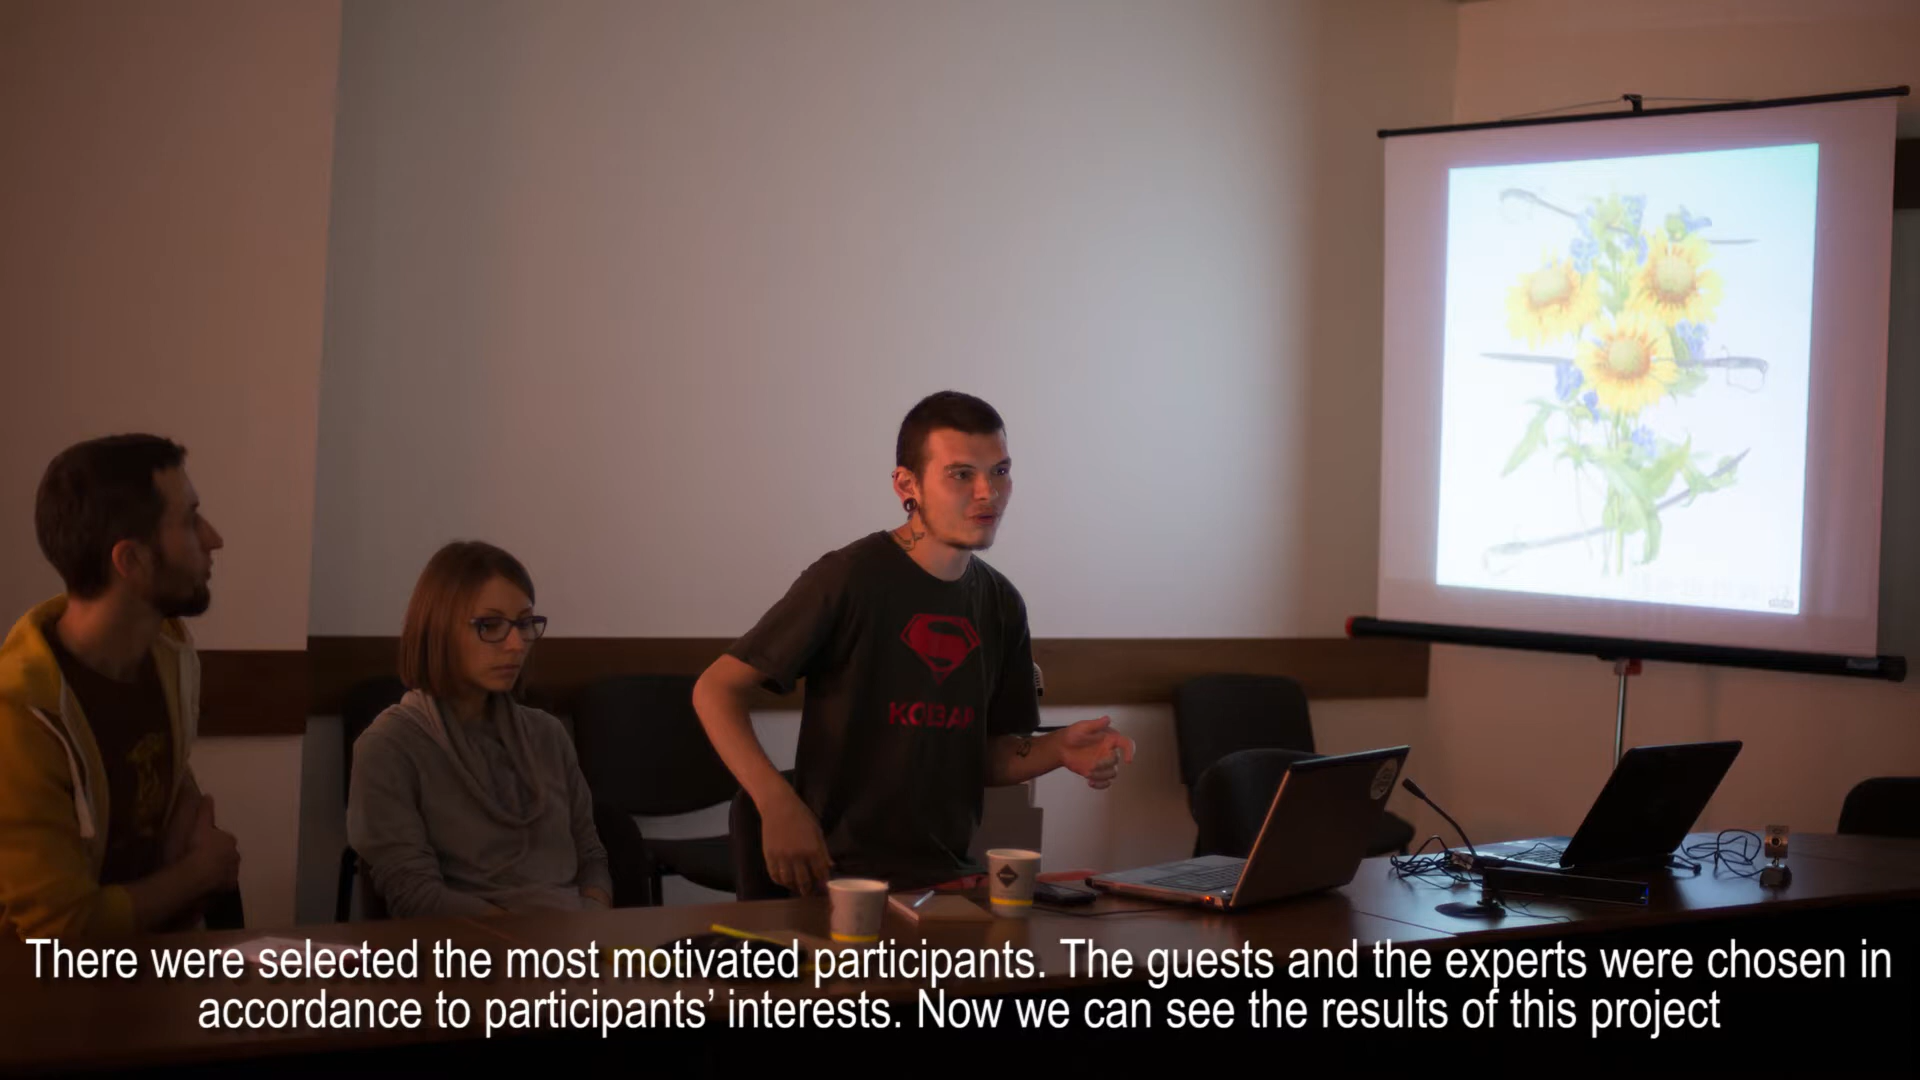 KOBAN
There were selected the most motivated participants. The guests and the experts were chosen in
accordance to participants’ interests. Now we can see the results of this project